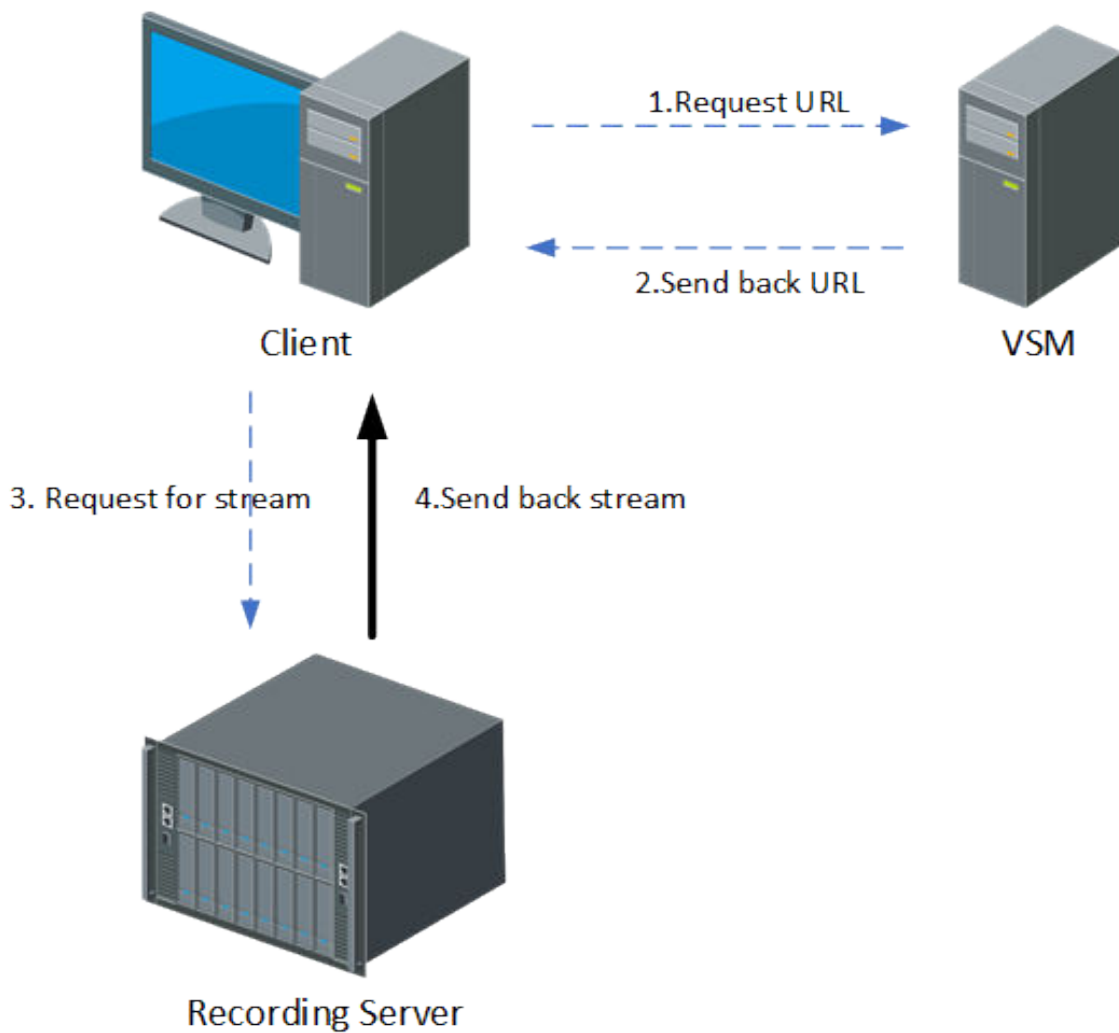 1.Request URL
2.Send back URL
Client
VSM
3. Request for stream
4.Send back stream
Recording Server